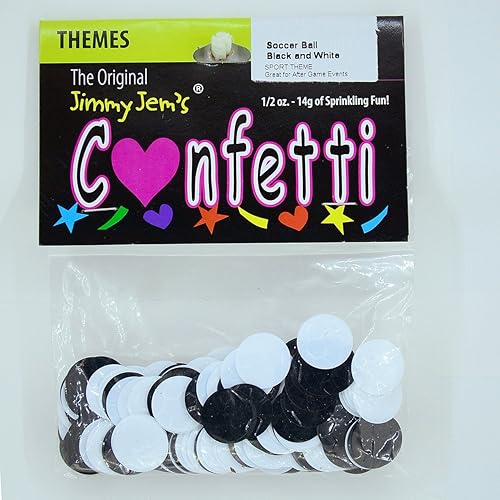 THEMES
Soccer Ball
Black and White
SPORT THEME
Great for After Game Events
The Original
Jimmy Jem's®
1/2 oz. - 14g of Sprinkling Fun!
Confetti